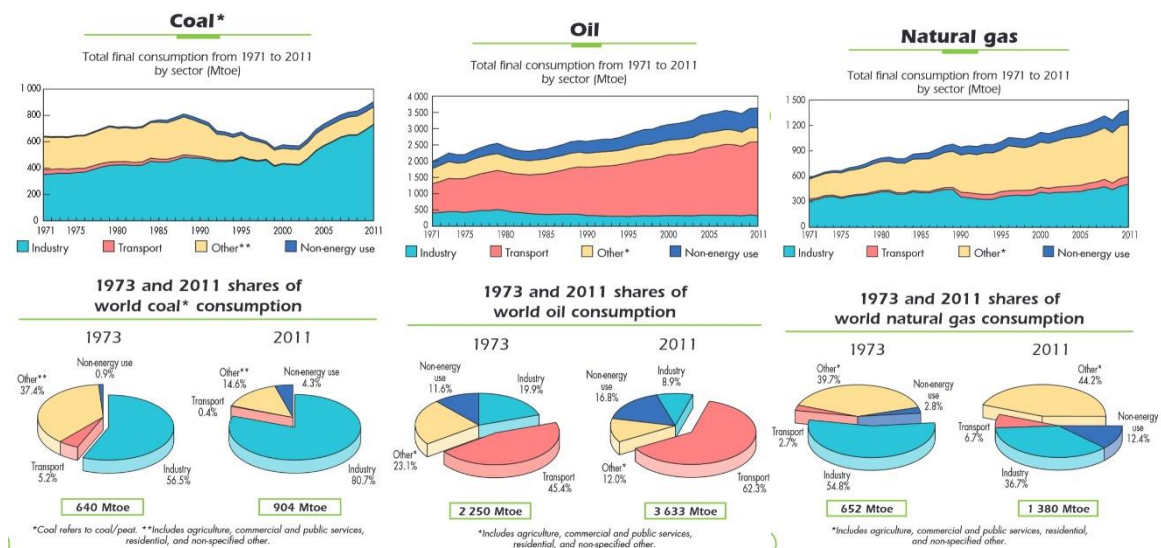 Coal*
Total final consumption from 1971 to 2011
by sector (Mtoe)
1 000
800
600
400
200
0
1971 1975 1980 1985 1990 1995 2000 2005 2011
Industry Transport Other** Non-energy use
1973 and 2011 shares of
world coal* consumption
1973 2011
Non-energy use
0.9%
Other**
37.4%
Transport
5.2%
Industry
56.5%
Other**
14.6%
Non-energy use
4.3%
Transport
0.4%
Industry
80.7%
640 Mtoe 904 Mtoe
*Coal refers to coal/peat. **Includes agriculture, commercial and public services,
residential, and non-specified other.
Oil
Total final consumption from 1971 to 2011
by sector (Mtoe)
4 000
3 500
3 000
2 500
2 000
1 500
1 000
500
0
1971 1975 1980 1985 1990 1995 2000 2005 2011
Industry Transport Other* Non-energy use
1973 and 2011 shares of
world oil consumption
1973 2011
Non-energy
use
11.6%
Industry
19.9%
Other*
23.1%
Transport
45.4%
Non-energy
use
16.8%
Industry
8.9%
Other*
12.0%
Transport
62.3%
2 250 Mtoe 3 633 Mtoe
*Includes agriculture, commercial and public services,
residential, and non-specified other.
Natural gas
Total final consumption from 1971 to 2011
by sector (Mtoe)
1 500
1 200
900
600
300
0
1971 1975 1980 1985 1990 1995 2000 2005 2011
Industry Transport Other* Non-energy use
1973 and 2011 shares of
world natural gas consumption
1973 2011
Other*
39.7%
Non-energy
use
2.8%
Transport
2.7%
Industry
54.8%
Other*
44.2%
Non-energy
use
12.4%
Transport
6.7%
Industry
36.7%
652 Mtoe 1 380 Mtoe
*Includes agriculture, commercial and public services, residential,
and non-specified other.